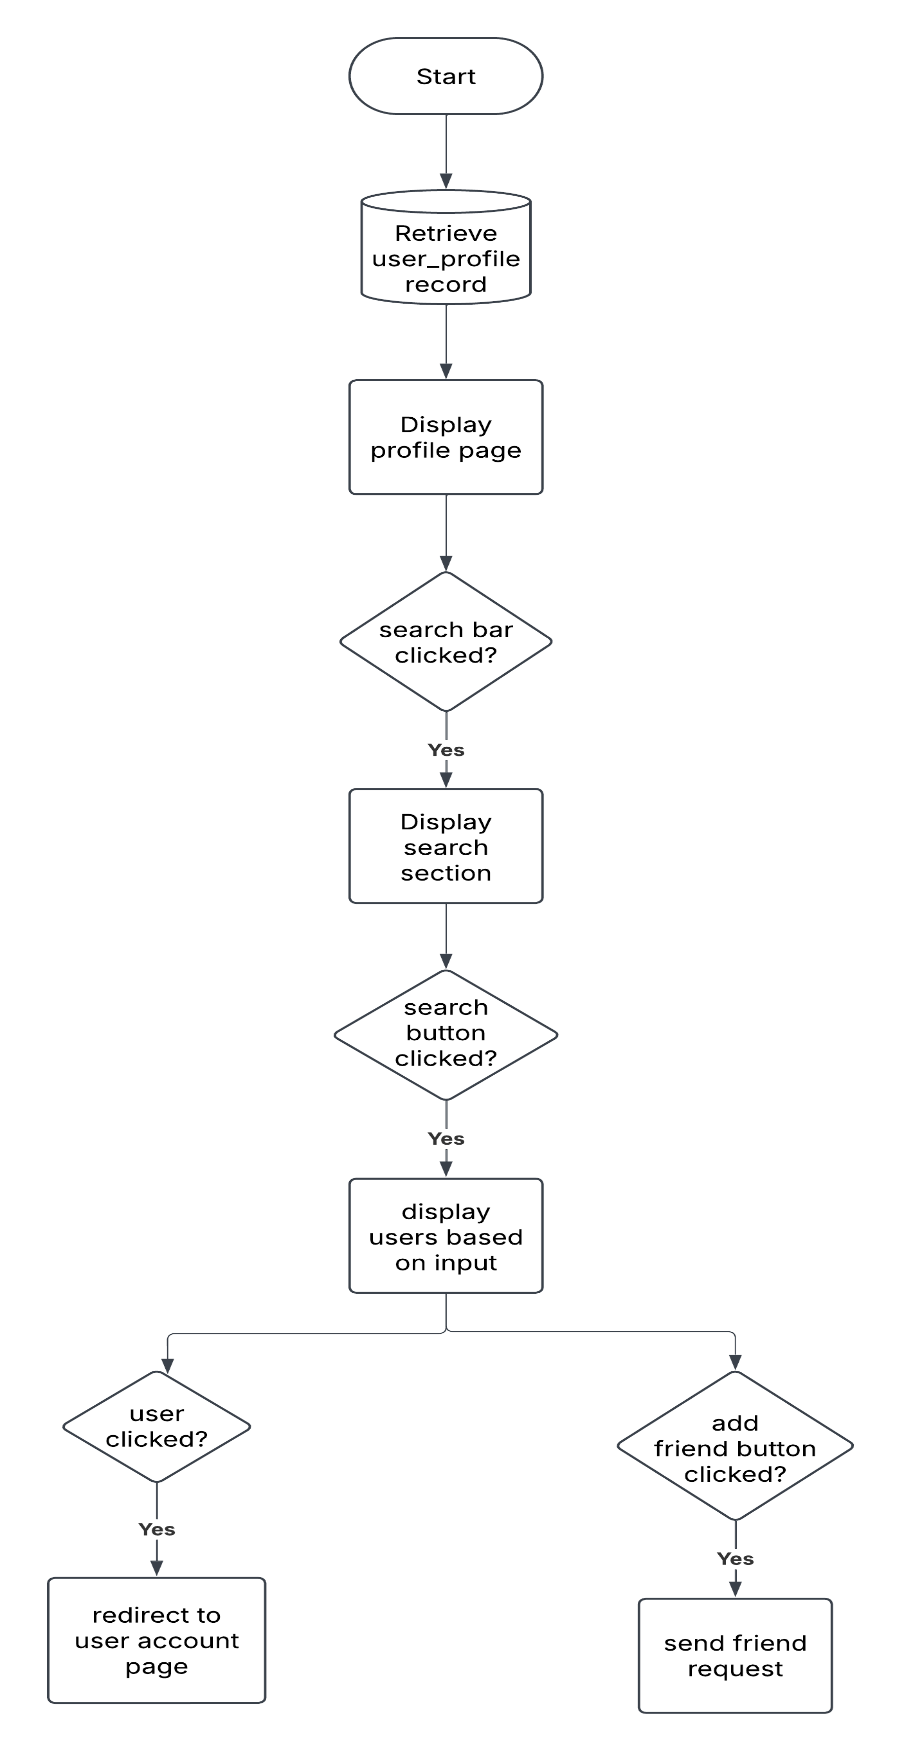 Start
Retrieve
user_profile
record
Display
profile page
search bar
clicked?
Yes
Display
search
section
search
button
clicked?
Yes
display
users based
on input
user
clicked?
Yes
redirect to
user account
page
add
friend button
clicked?
Yes
send friend
request